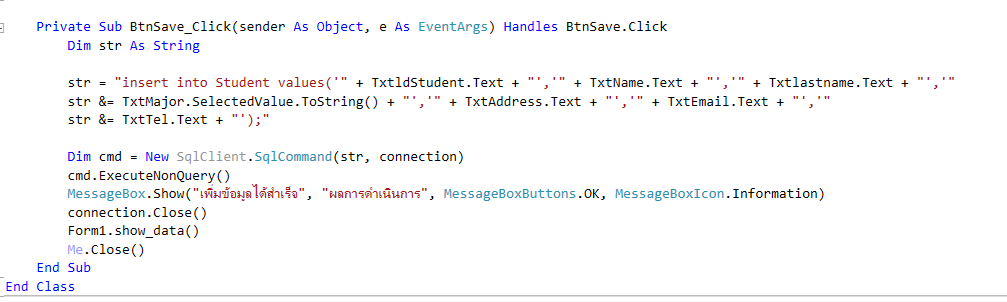 Private Sub BtnSave_Click(sender As Object, e As EventArgs) Handles BtnSave.Click
Dim str As String
str = "insert into Student values('" + TxtldStudent.Text + "','" + TxtName.Text + "','" + Txtlastname.Text + "','"
str &= TxtMajor.SelectedValue.ToString() + "','" + TxtAddress.Text + "','" + TxtEmail.Text + "','"
str &= TxtTel.Text + "');"
Dim cmd = New SqlClient.SqlCommand(str, connection)
cmd.ExecuteNonQuery()
MessageBox.Show("เพิ่มข้อมูลได้สำเร็จ", "ผลการดำเนินการ", MessageBoxButtons.OK, MessageBoxIcon.Information)
connection.Close()
Form1.show_data()
Me.Close()
End Sub
End Class